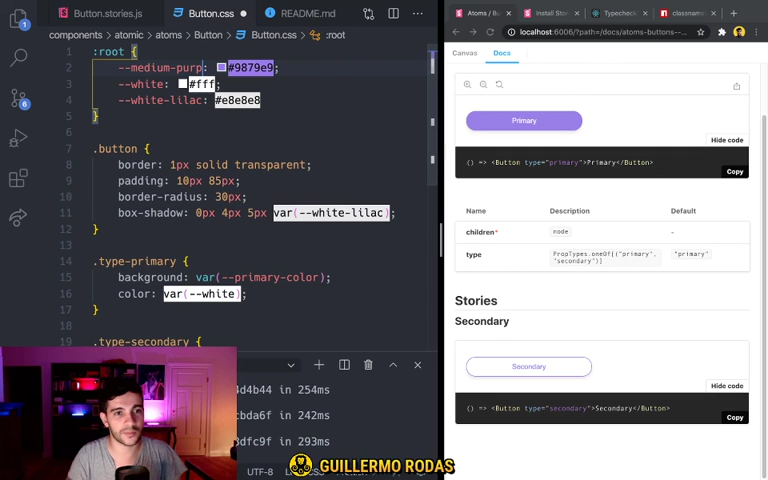 Button.stories.js
Button.css
README.md
components > atomic > atoms > Button > Button.css > :root
1 :root {
2 --medium-purp: #9879e9;
3 --white: #fff;
4 --white-lilac: #e8e8e8
5 }
6
7 .button {
8 border: 1px solid transparent;
9 padding: 10px 85px;
10 border-radius: 30px;
11 box-shadow: 0px 4px 5px var(--white-lilac);
12 }
13
14 .type-primary {
15 background: var(--primary-color);
16 color: var(--white);
17 }
18
19 .type-secondary {
3d4b44 in 254ms
cbda6f in 242ms
3dfc9f in 293ms
UTF-8
1
6
Atoms /
Install Stor
Typechec
classnam
localhost:6006/?path=/docs/atoms-buttons--...
Canvas
Docs
Primary
Hide code
() => <Button type="primary">Primary</Button>
Copy
Name Description Default
children* node -
type PropTypes.oneOf[("primary", "primary"
"secondary")]
Stories
Secondary
Secondary
Hide code
() => <Button type="secondary">Secondary</Button>
Copy
GUILLERMO RODAS